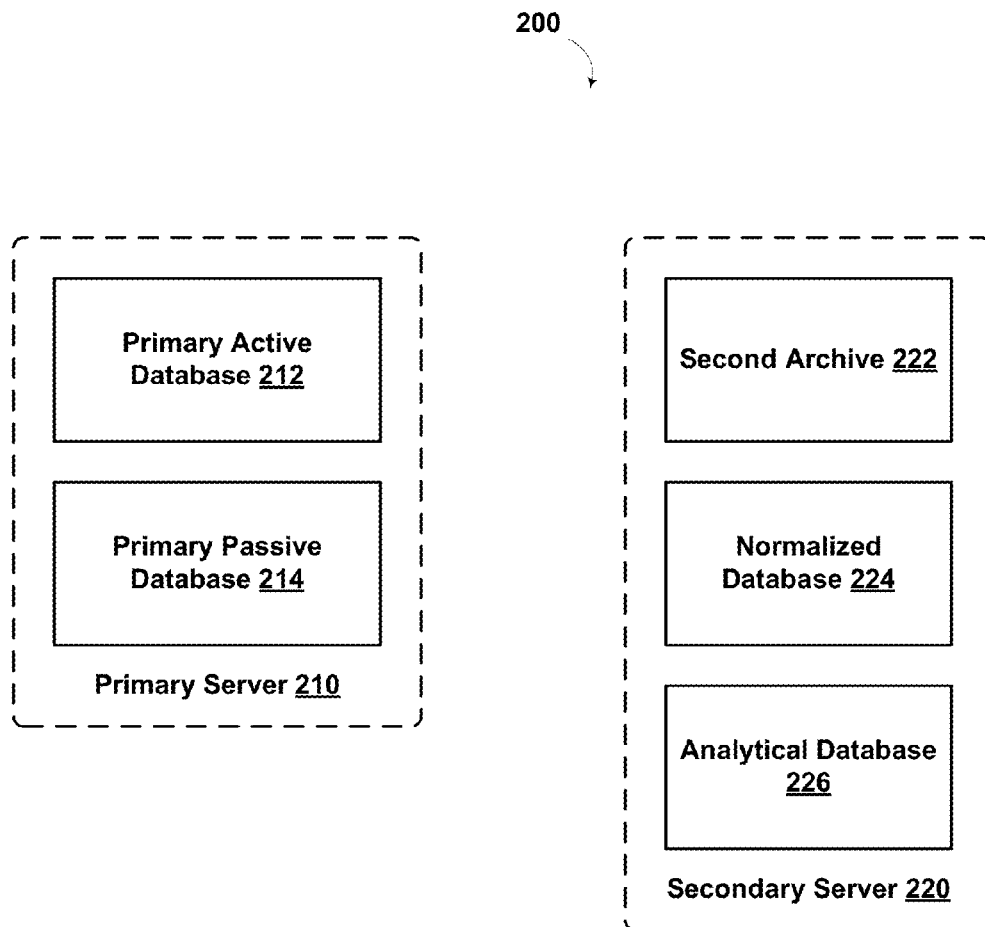 200
Primary Active
Database 212
Primary Passive
Database 214
Primary Server 210
Second Archive 222
Normalized
Database 224
Analytical Database
226
Secondary Server 220